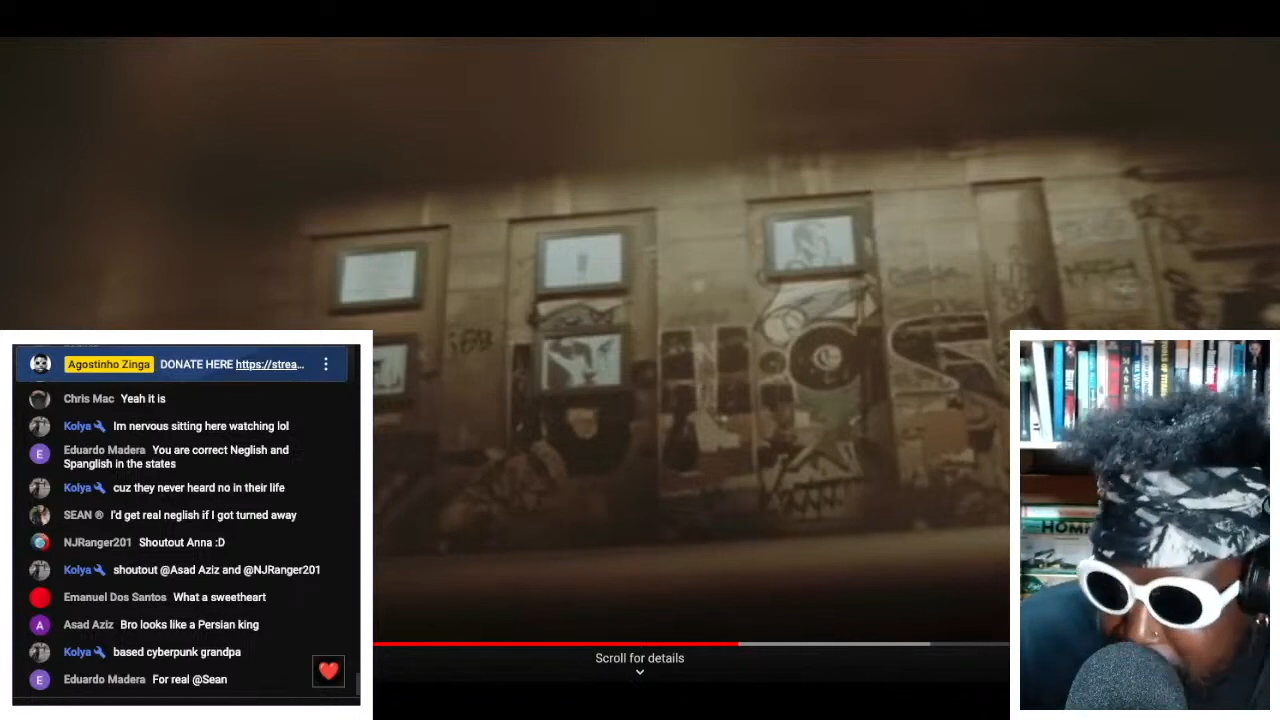 Agostinho Zinga DONATE HERE https://strea...
Chris Mac Yeah it is
Kolya Im nervous sitting here watching lol
Eduardo Madera You are correct Neglish and
Spanglish in the states
Kolya cuz they never heard no in their life
SEAN ® I'd get real neglish if I got turned away
NJRanger201 Shoutout Anna :D
Kolya shoutout @Asad Aziz and @NJRanger201
Emanuel Dos Santos What a sweetheart
Asad Aziz Bro looks like a Persian king
Kolya based cyberpunk grandpa
Eduardo Madera For real @Sean
E
E
A
Scroll for details